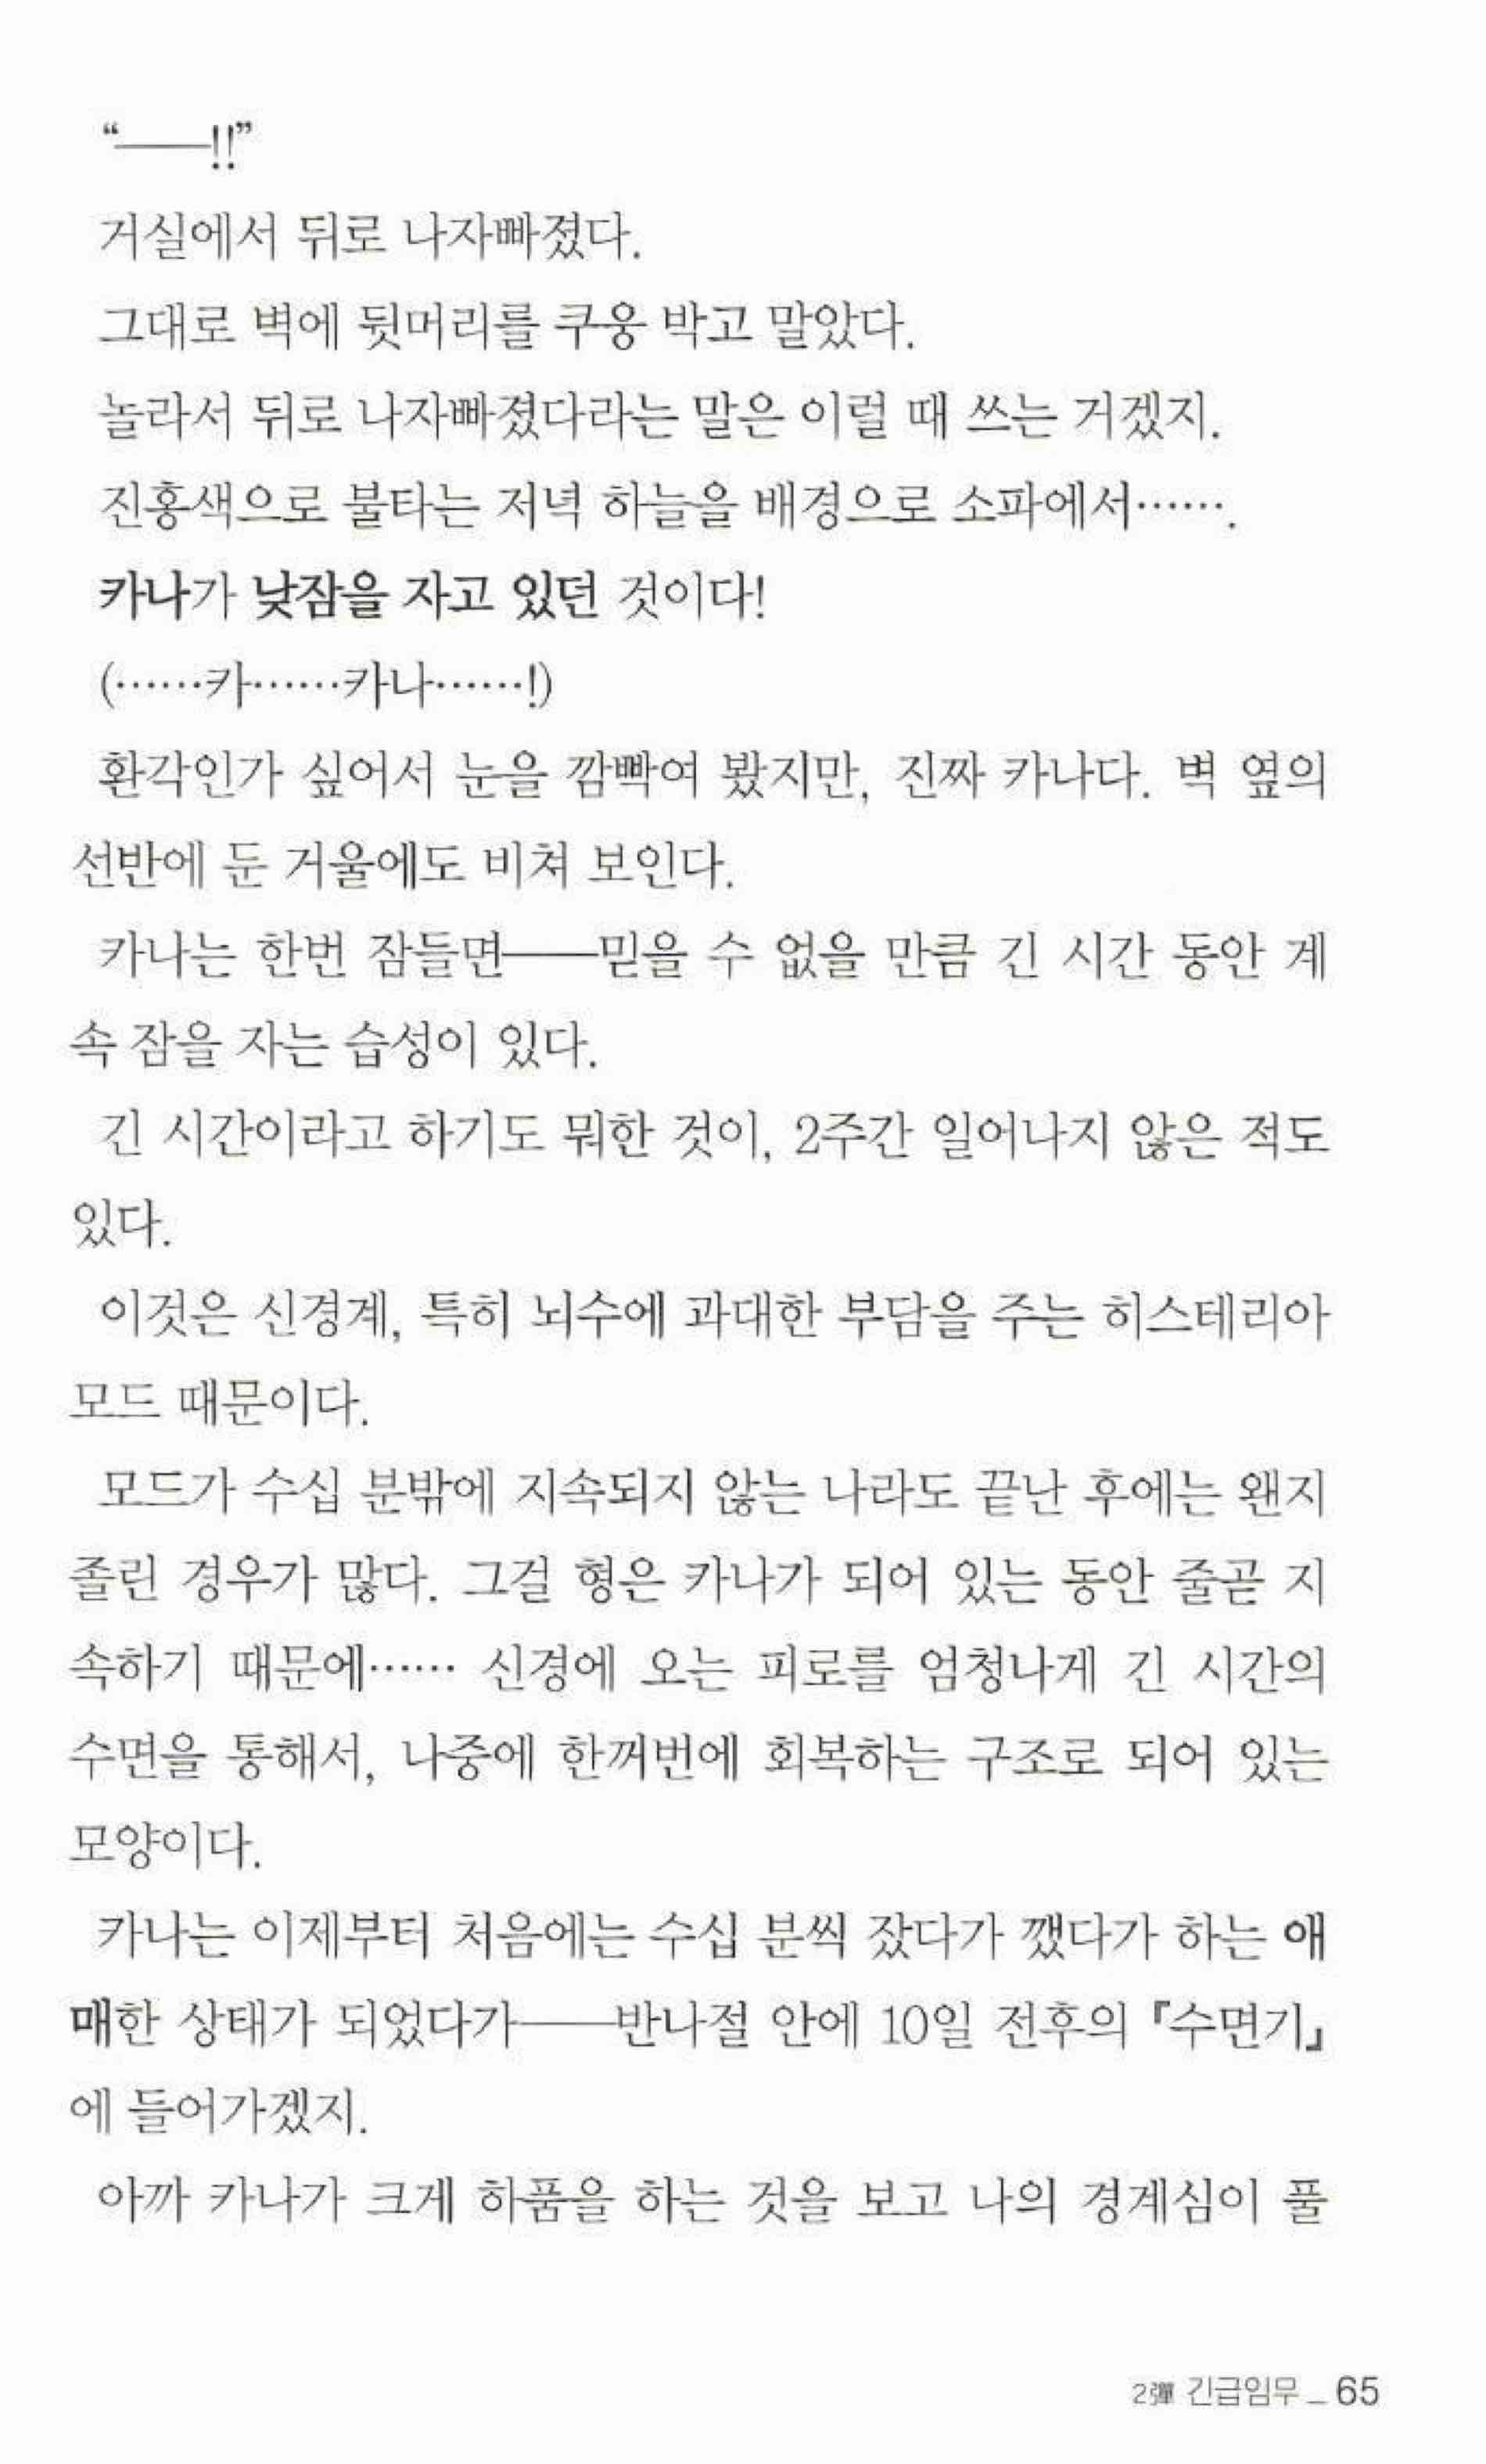 “──!!”
거실에서 뒤로 나자빠졌다.
그대로 벽에 뒷머리를 쿠웅 박고 말았다.
놀라서 뒤로 나자빠졌다라는 말은 이럴 때 쓰는 거겠지.
진홍색으로 불타는 저녁 하늘을 배경으로 소파에서…….
카나가 낮잠을 자고 있던 것이다!
(……카……카나……!)
환각인가 싶어서 눈을 깜빡여 봤지만, 진짜 카나다. 벽 옆의
선반에 둔 거울에도 비쳐 보인다.
카나는 한번 잠들면──믿을 수 없을 만큼 긴 시간 동안 계
속 잠을 자는 습성이 있다.
긴 시간이라고 하기도 뭐한 것이, 2주간 일어나지 않은 적도
있다.
이것은 신경계, 특히 뇌수에 과대한 부담을 주는 히스테리아
모드 때문이다.
모드가 수십 분밖에 지속되지 않는 나라도 끝난 후에는 왠지
졸린 경우가 많다. 그걸 형은 카나가 되어 있는 동안 줄곧 지
속하기 때문에…… 신경에 오는 피로를 엄청나게 긴 시간의
수면을 통해서, 나중에 한꺼번에 회복하는 구조로 되어 있는
모양이다.
카나는 이제부터 처음에는 수십 분씩 잤다가 깼다가 하는 애
매한 상태가 되었다가──반나절 안에 10일 전후의 『수면기』
에 들어가겠지.
아까 카나가 크게 하품을 하는 것을 보고 나의 경계심이 풀
2彈 긴급임무 _ 65